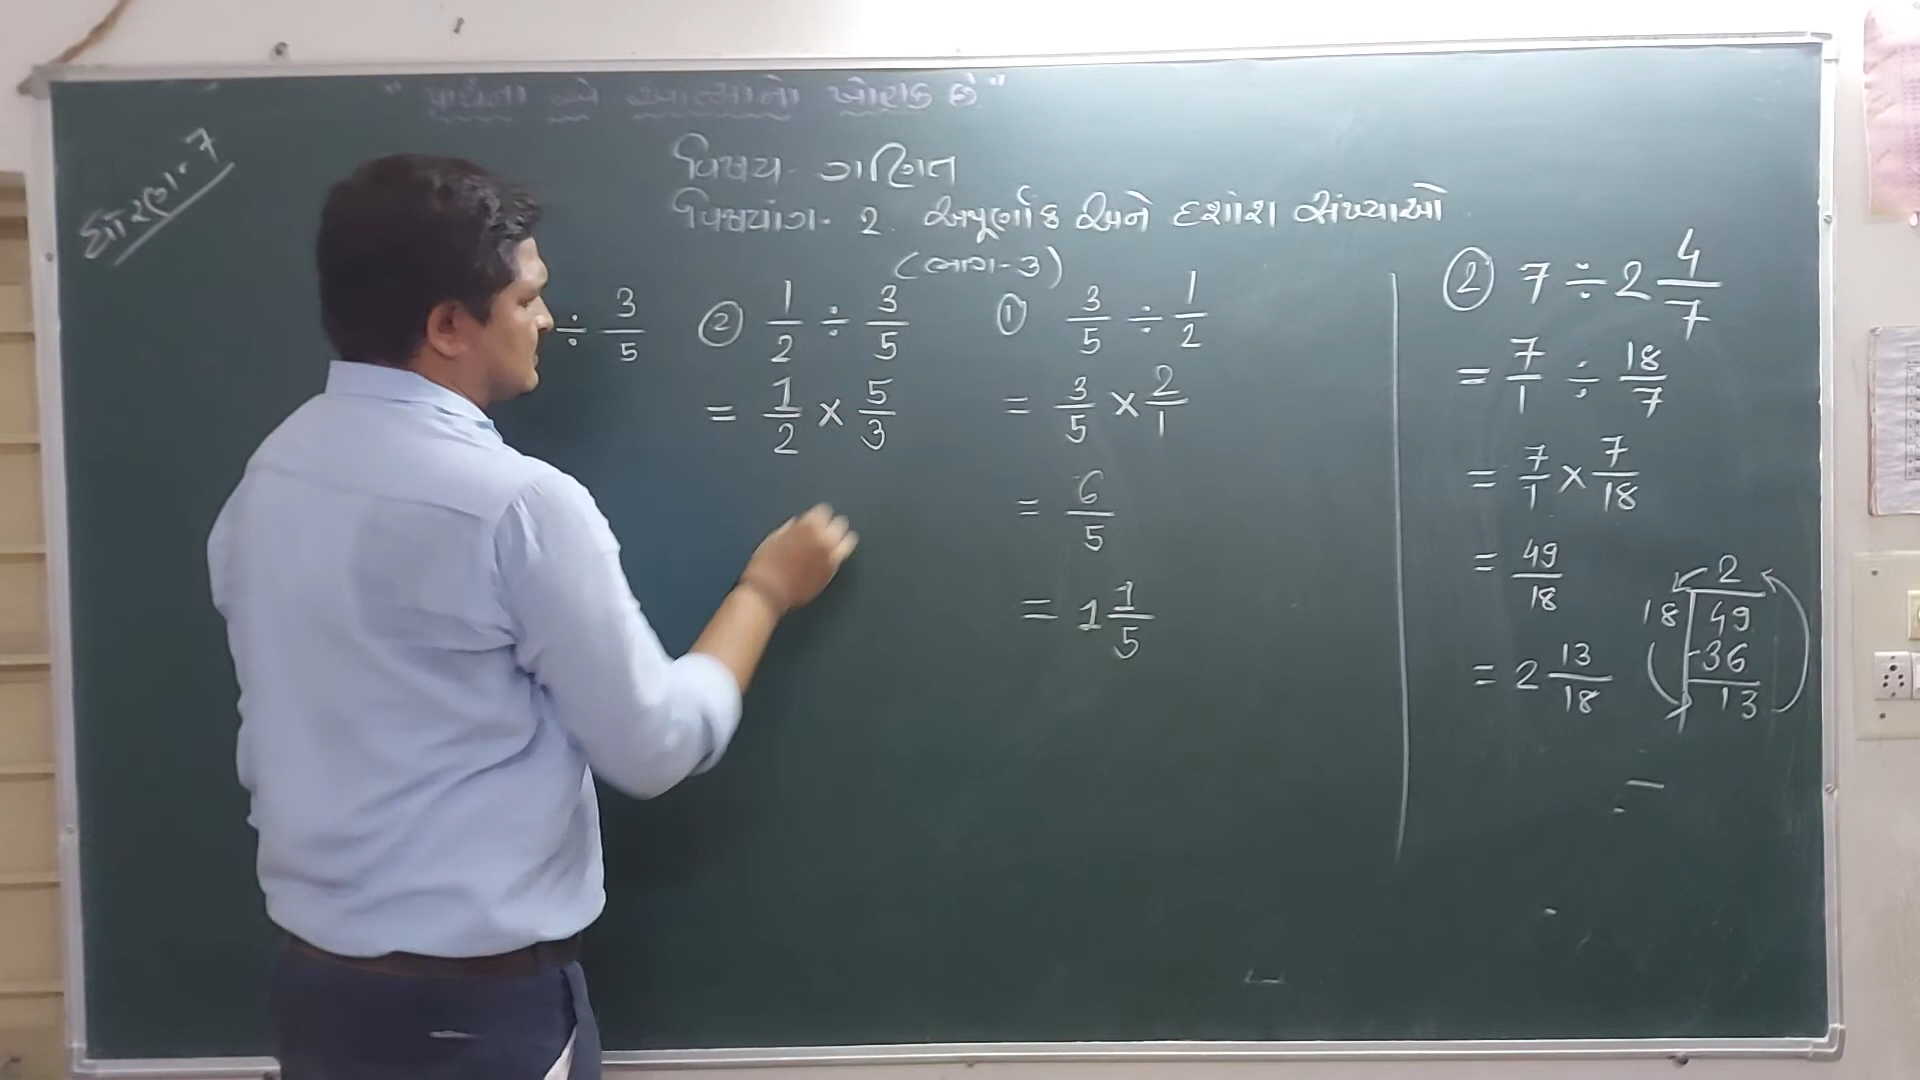 " પ્રાર્થના એ આત્માનો ખોરાક છે"
ધોરણ-7
વિષય- ગણિત
વિષયાંગ- 2. અપૂર્ણાંક અને દશાંશ સંખ્યાઓ
(ભાગ-3)
÷ 3/5
② 1/2 ÷ 3/5
= 1/2 × 5/3
① 3/5 ÷ 1/2
= 3/5 × 2/1
= 6/5
= 1 1/5
② 7 ÷ 2 4/7
= 7/1 ÷ 18/7
= 7/1 × 7/18
= 49/18
= 2 13/18
2
18 49
-36
13